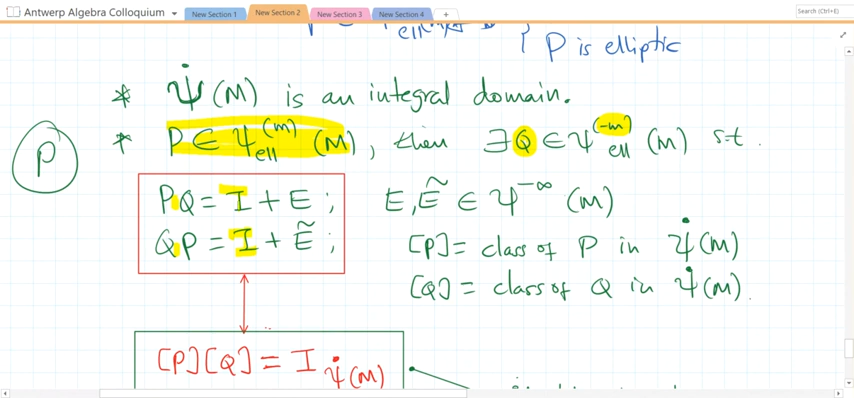 Antwerp Algebra Colloquium
New Section 1
New Section 2
New Section 3
New Section 4
Search (Ctrl+E)
P is elliptic
* Ψ̇(M) is an integral domain.
* P ∈ Ψ_ell^(m) (M), then ∃ Q ∈ Ψ_ell^(-m) (M) s.t.
P
PQ = I + E ; E, Ẽ ∈ Ψ^-∞ (M)
QP = I + Ẽ ; [P] = class of P in Ψ̇(M)
[Q] = class of Q in Ψ̇(M).
[P][Q] = I_Ψ̇(M)